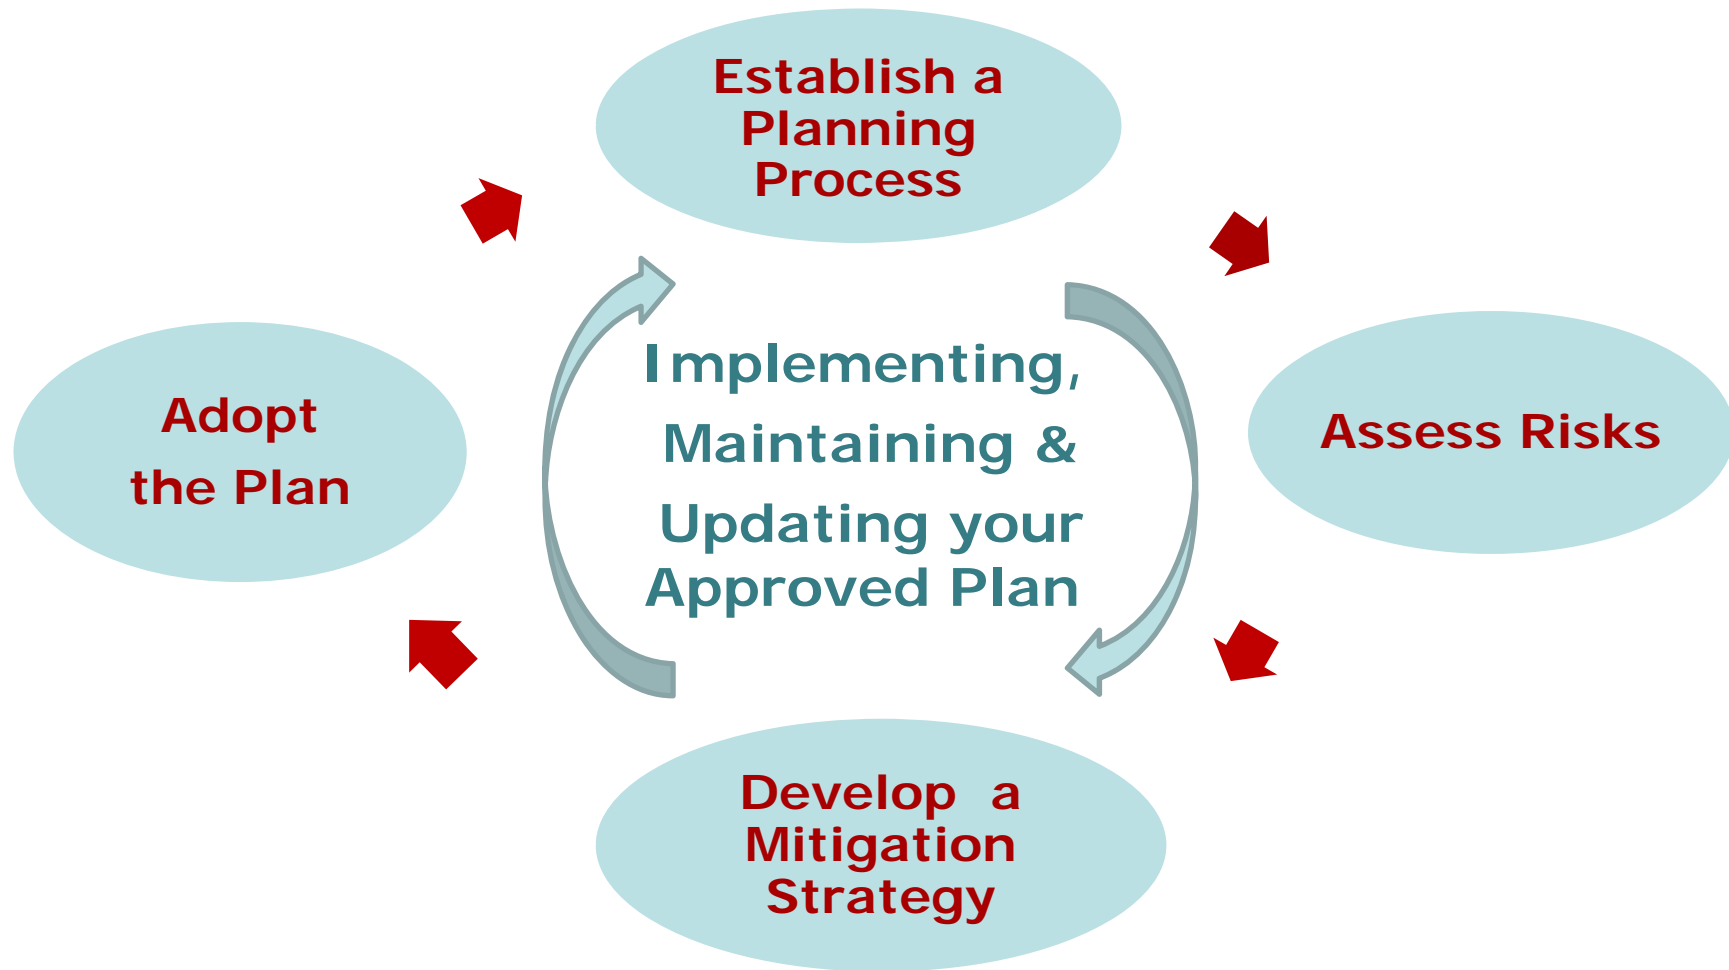 Establish a
Planning
Process
Assess Risks
Develop a
Mitigation
Strategy
Adopt
the Plan
Implementing,
Maintaining &
Updating your
Approved Plan